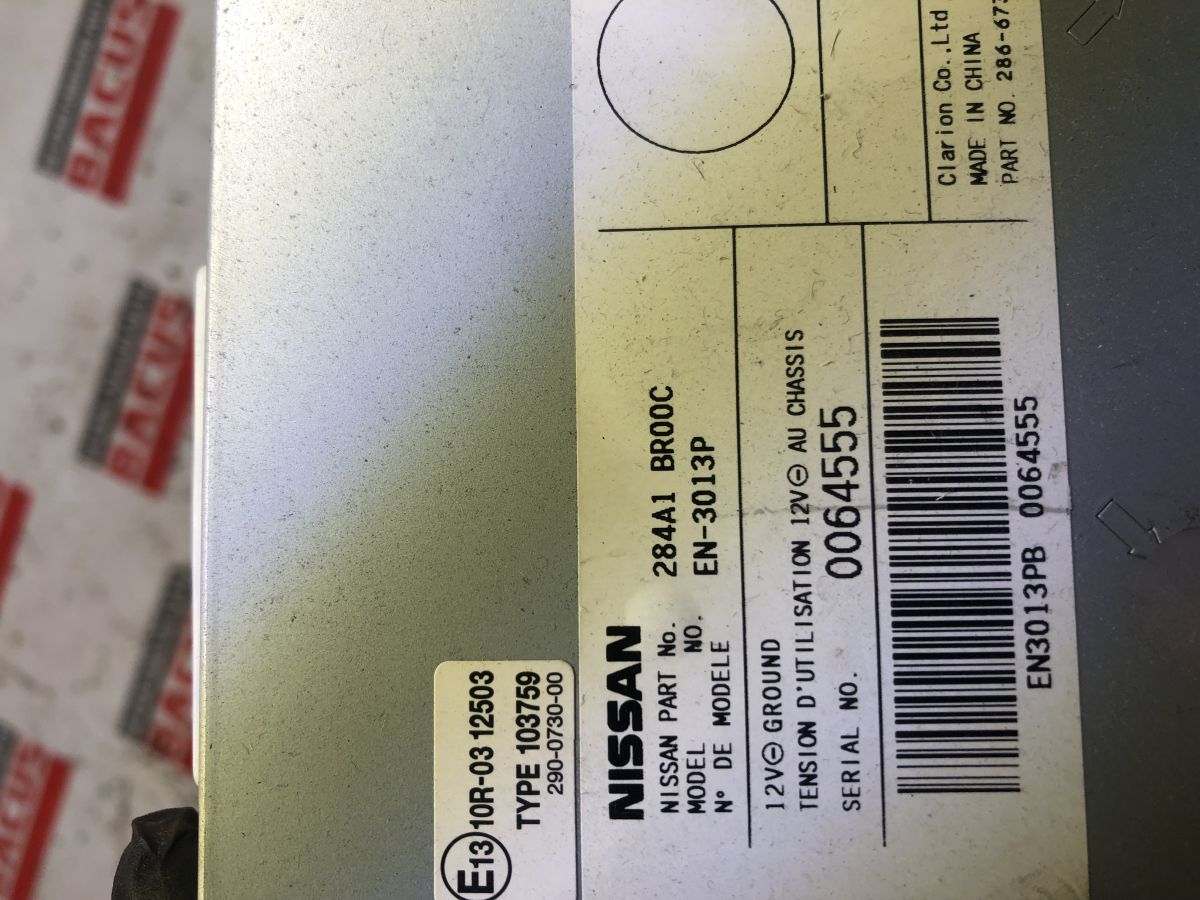 BACUS
BACUS
BACUS
BACUS
E13 10R-03 12503
TYPE 103759
290-0730-00
NISSAN
NISSAN PART No. 284A1 BR00C
MODEL NO. EN-3013P
N° DE MODELE
12V⊖ GROUND
TENSION D'UTILISATION 12V⊖ AU CHASSIS
SERIAL NO. 0064555
EN3013PB 0064555
Clarion Co.,Ltd
MADE IN CHINA
PART NO. 286-67